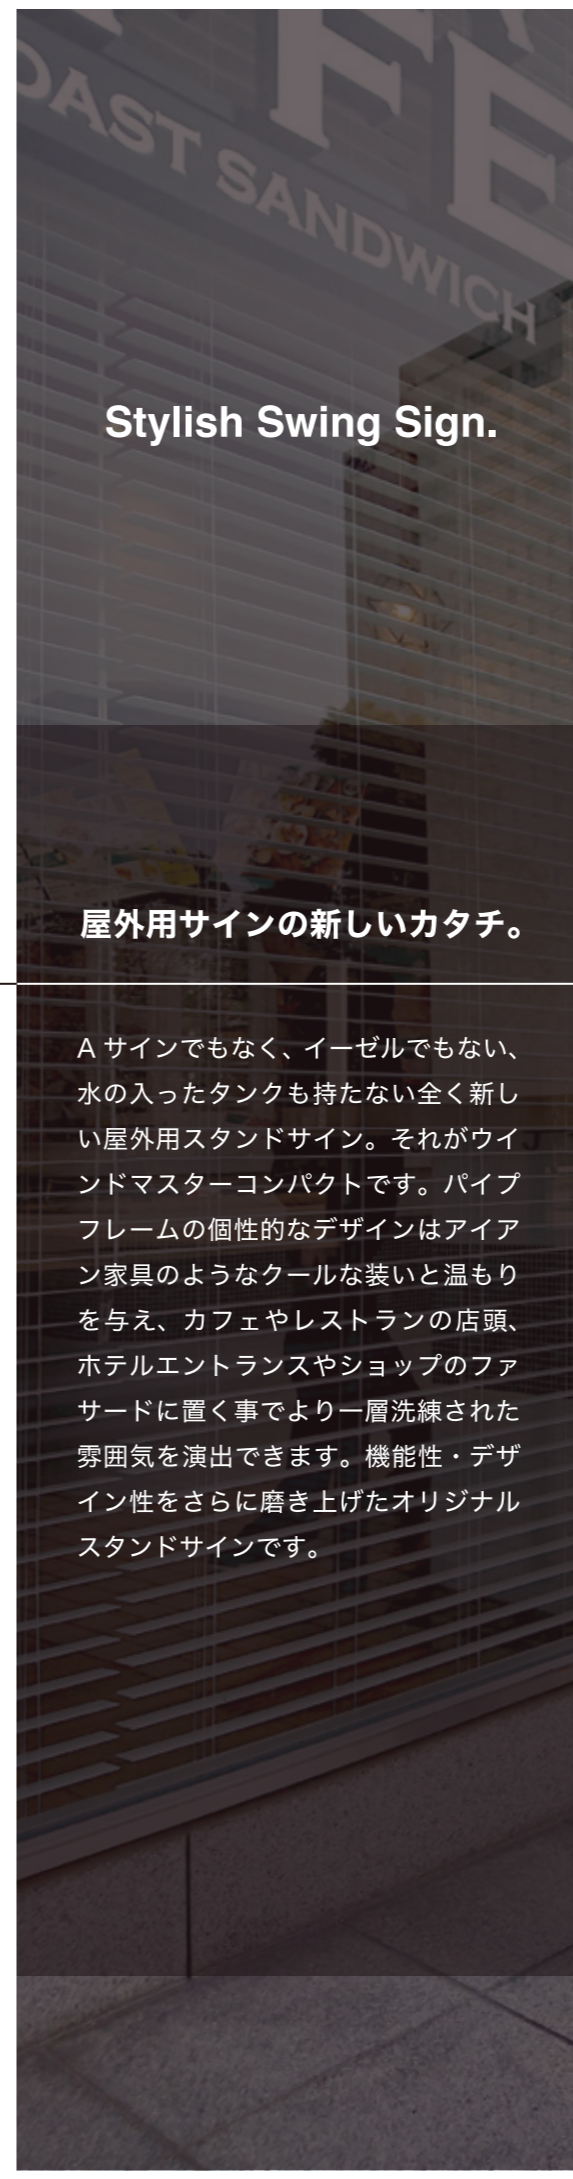 FE
OAST SANDWICH
Stylish Swing Sign.
屋外用サインの新しいカタチ。
A サインでもなく、イーゼルでもない、
水の入ったタンクも持たない全く新し
い屋外用スタンドサイン。それがウイ
ンドマスターコンパクトです。パイプ
フレームの個性的なデザインはアイア
ン家具のようなクールな装いと温もり
を与え、カフェやレストランの店頭、
ホテルエントランスやショップのファ
サードに置く事でより一層洗練された
雰囲気を演出できます。機能性・デザ
イン性をさらに磨き上げたオリジナル
スタンドサインです。